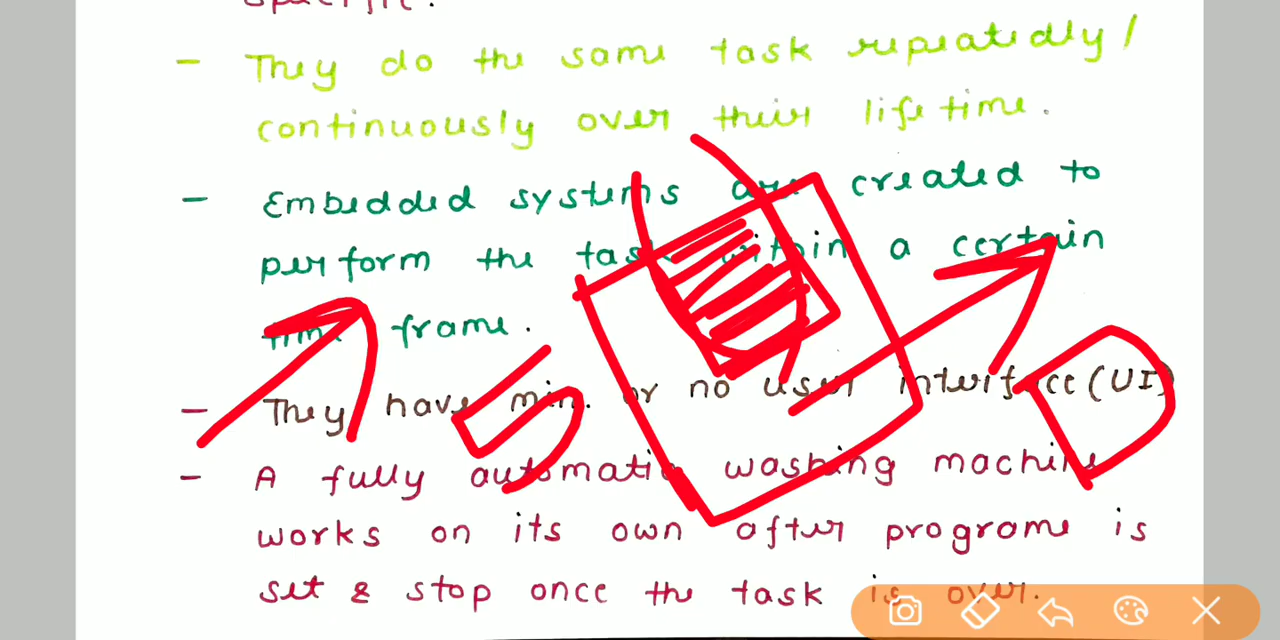 specific.
- They do the same task repeatedly/
continuously over their lifetime.
- Embedded systems are created to
perform the task within a certain
time frame.
- They have min. or no user interface (UI)
- A fully automatic washing machine
works on its own after programe is
set & stop once the task is over.
5
D